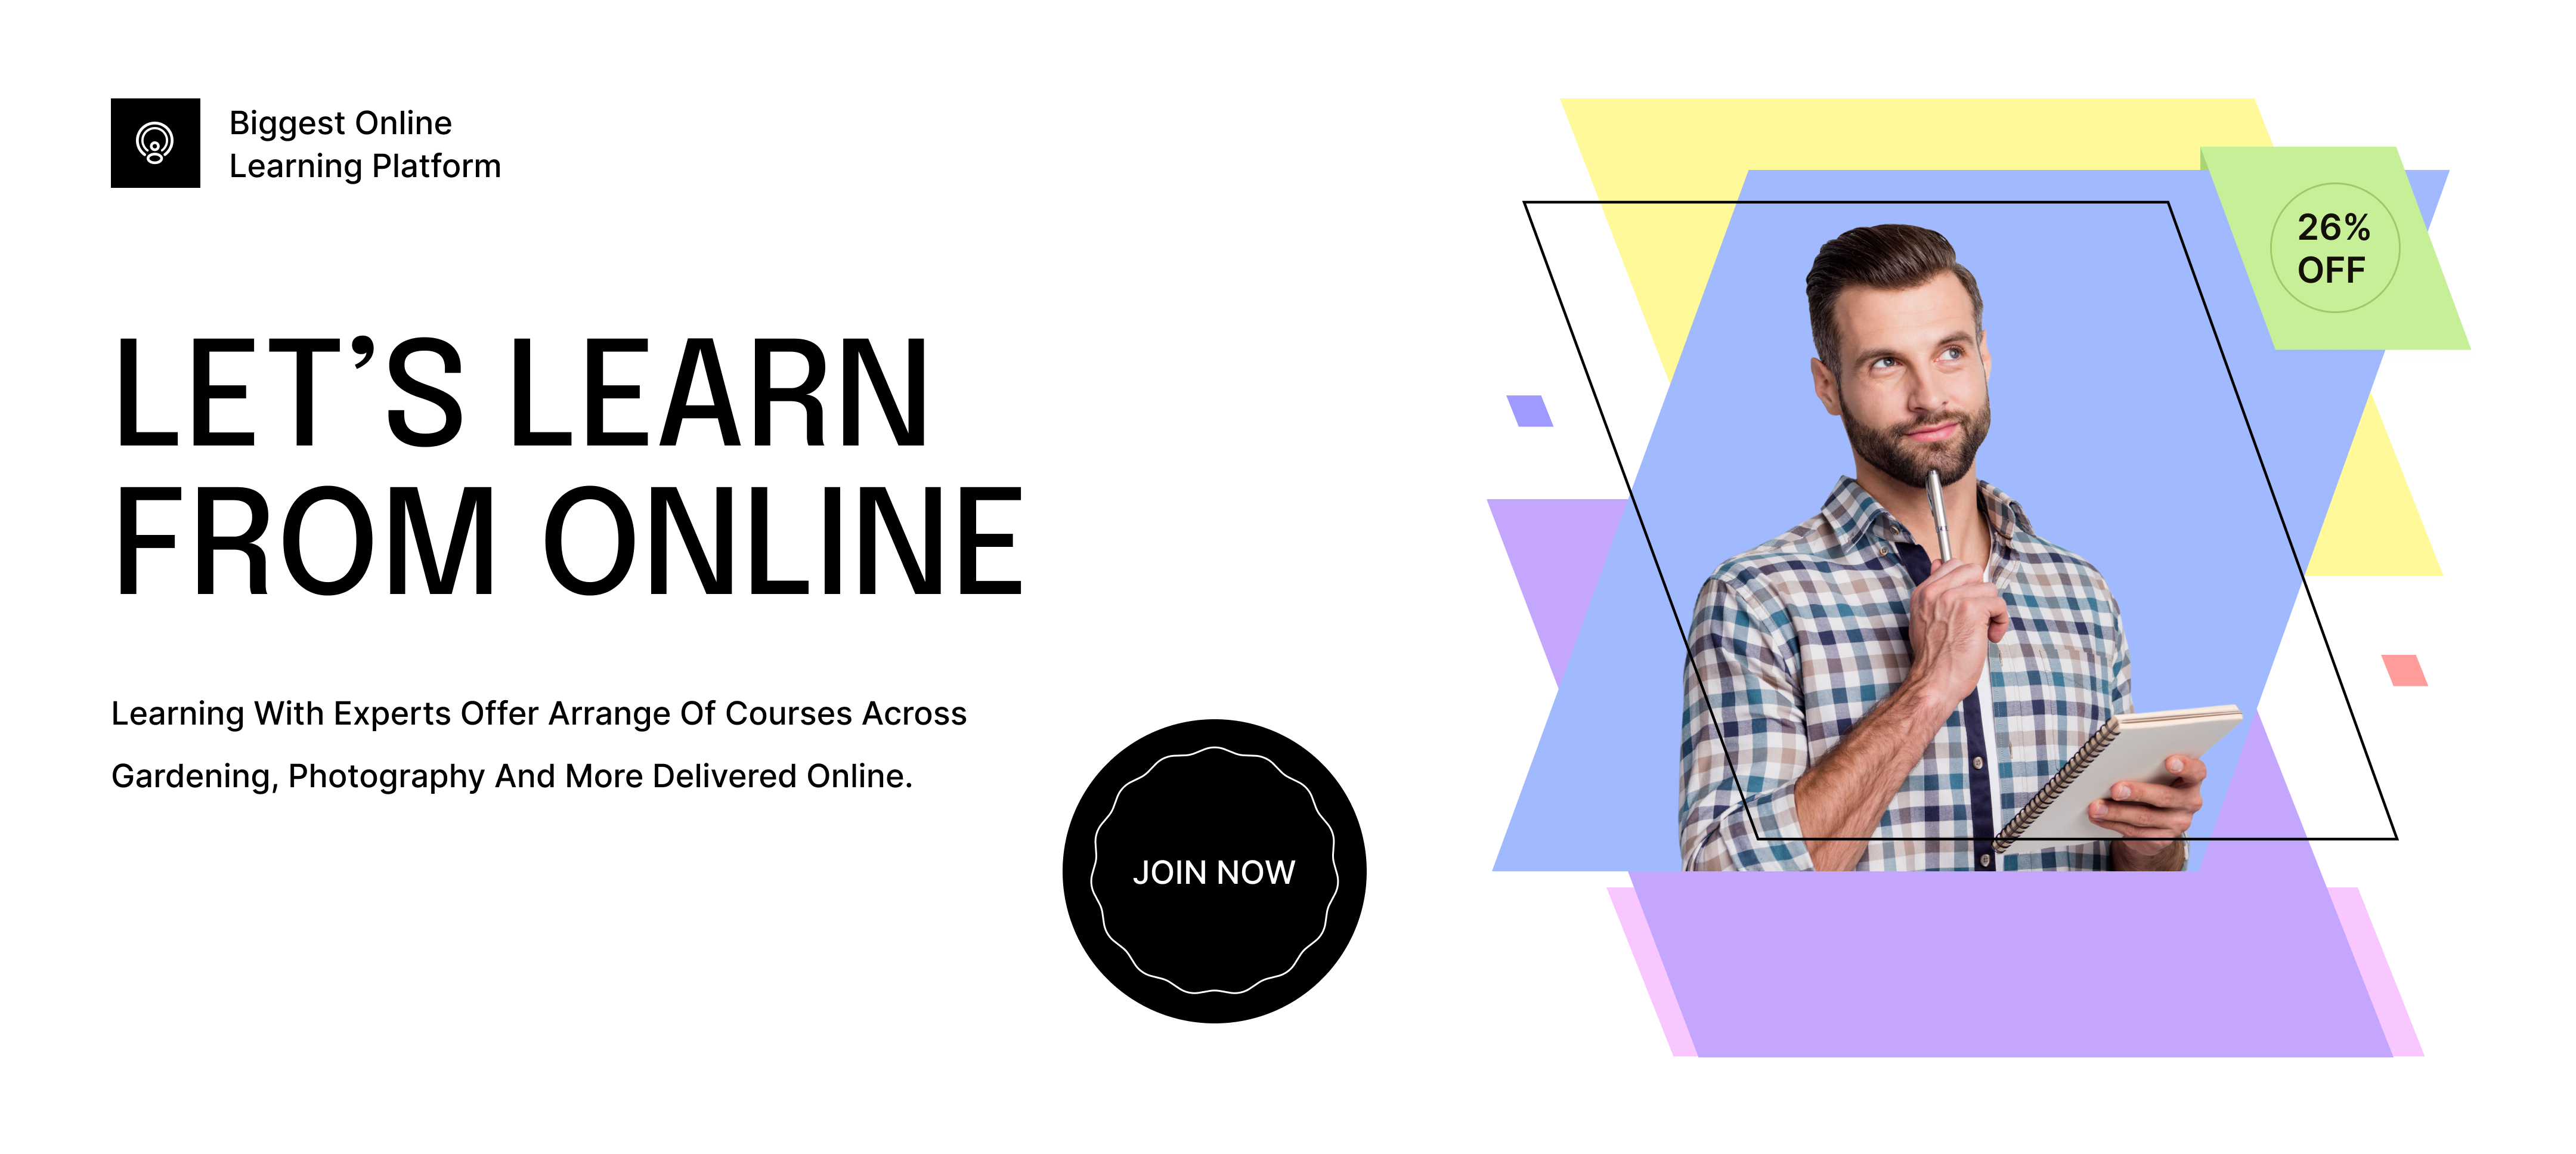 Biggest Online
Learning Platform
LET’S LEARN
FROM ONLINE
Learning With Experts Offer Arrange Of Courses Across
Gardening, Photography And More Delivered Online.
JOIN NOW
26%
OFF